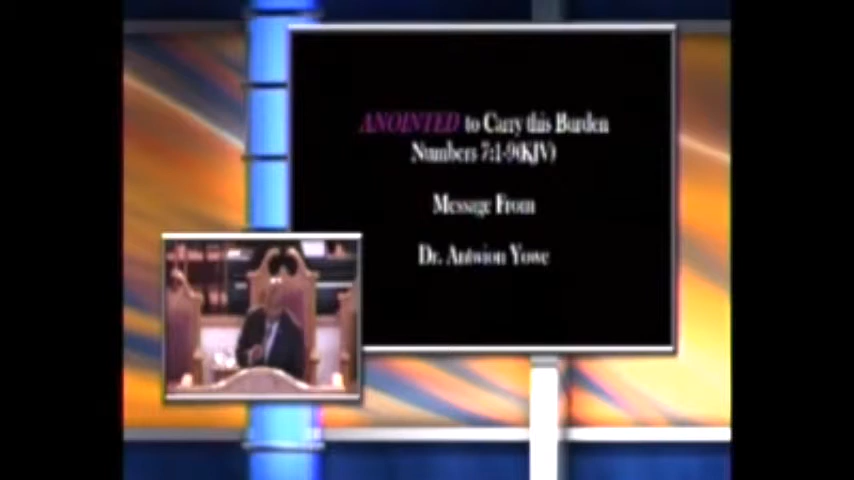 ANOINTED to Carry this Burden
Numbers 7:1-9(KJV)
Message From
Dr. Antwion Yowe